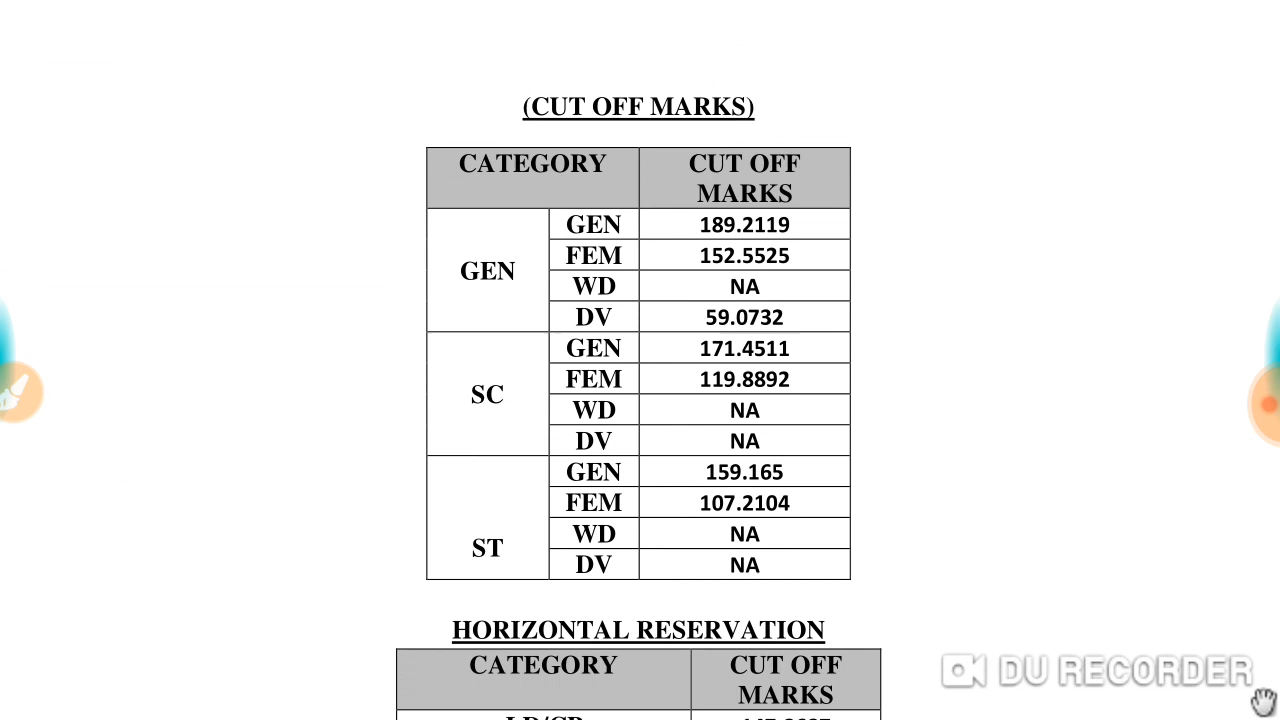 (CUT OFF MARKS)
CATEGORY CUT OFF MARKS
GEN
GEN 189.2119
FEM 152.5525
WD NA
DV 59.0732
SC
GEN 171.4511
FEM 119.8892
WD NA
DV NA
ST
GEN 159.165
FEM 107.2104
WD NA
DV NA
HORIZONTAL RESERVATION
CATEGORY CUT OFF MARKS
DU RECORDER